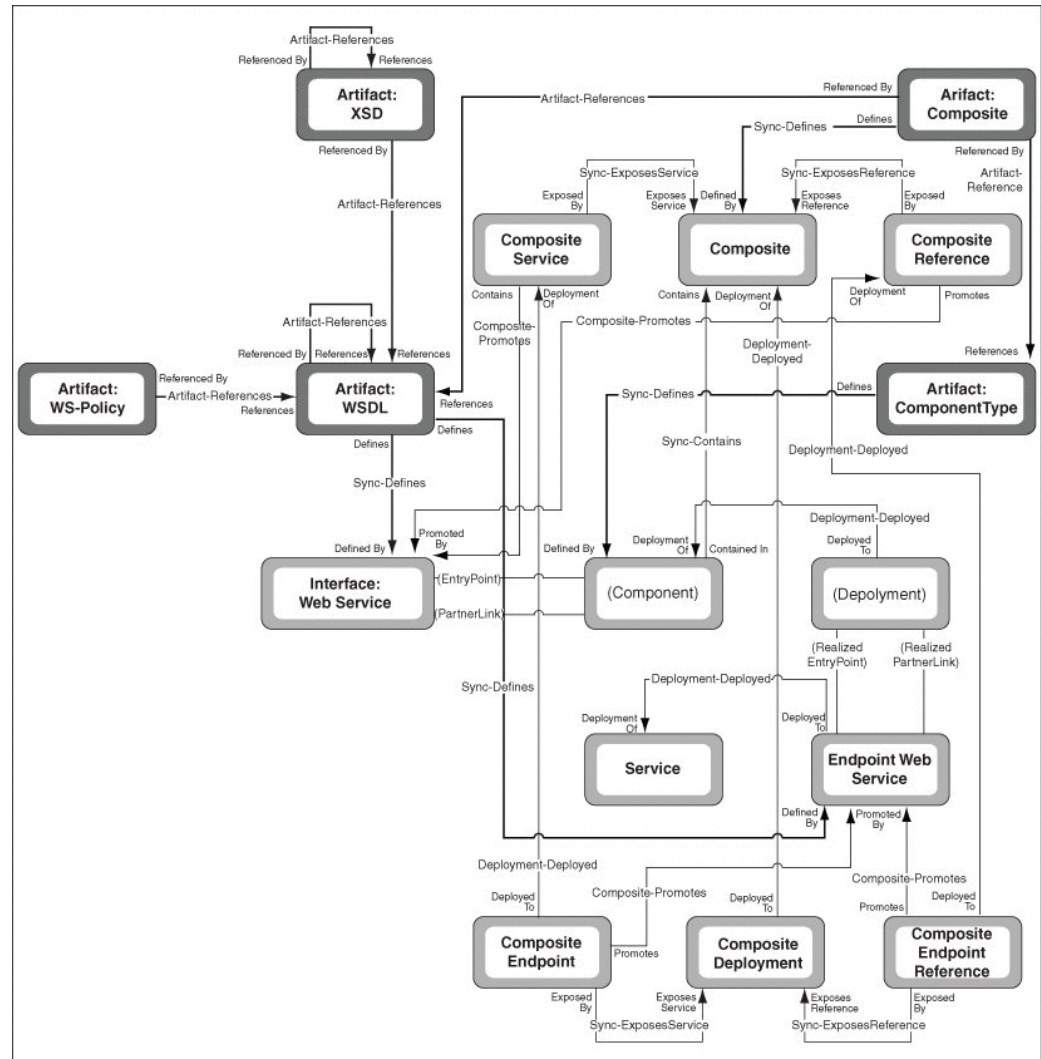 Artifact-References
Referenced By
References
Artifact:
XSD
Referenced By
Artifact-References
Referenced By
Arifact:
Composite
Artifact-References
Sync-Defines
Defines
Referenced By
Artifact-
Reference
Sync-ExposesService
Sync-ExposesReference
Exposed
By
Exposes
Service
Defined
By
Exposes
Reference
Exposed
By
Artifact-References
Composite
Service
Composite
Composite
Reference
Contains
Deployment
Of
Contains
Deployment
Of
Deployment
Of
Promotes
Artifact-References
Composite-
Promotes
Composite-Promotes
Deployment-
Deployed
Referenced By
References
References
References
Artifact:
WS-Policy
Referenced By
Artifact-References
References
Artifact:
WSDL
References
Defines
Defines
Sync-Defines
Defines
Artifact:
ComponentType
Sync-Contains
Deployment-Deployed
Sync-Defines
Deployment-Deployed
Promoted
By
Defined By
Defined By
Deployment
Of
Contained In
Deployed
To
Interface:
Web Service
(EntryPoint)
(PartnerLink)
(Component)
(Depolyment)
(Realized
EntryPoint)
(Realized
PartnerLink)
Sync-Defines
Deployment-Deployed
Deployment
Of
Deployed
To
Service
Endpoint Web
Service
Defined
By
Promoted
By
Deployment-Deployed
Composite-Promotes
Composite-Promotes
Deployed
To
Deployed
To
Promotes
Deployed
To
Composite
Endpoint
Promotes
Composite
Deployment
Composite
Endpoint
Reference
Exposed
By
Exposes
Service
Exposes
Reference
Exposed
By
Sync-ExposesService
Sync-ExposesReference